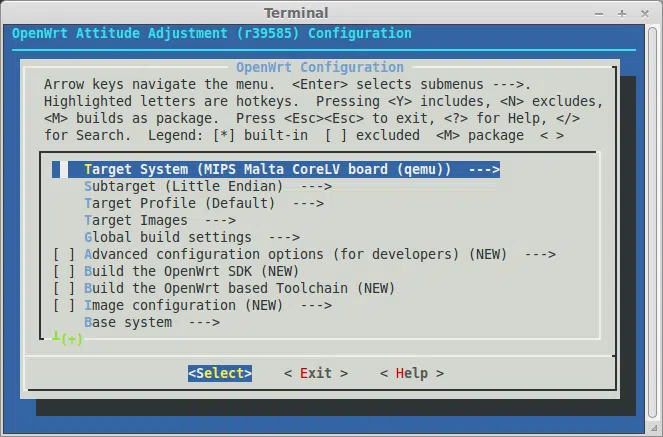 Terminal
OpenWrt Attitude Adjustment (r39585) Configuration
OpenWrt Configuration
Arrow keys navigate the menu.  <Enter> selects submenus --->.
Highlighted letters are hotkeys.  Pressing <Y> includes, <N> excludes,
<M> builds as package.  Press <Esc><Esc> to exit, <?> for Help, </>
for Search.  Legend: [*] built-in  [ ] excluded  <M> package  < >
Target System (MIPS Malta CoreLV board (qemu))  --->
Subtarget (Little Endian)  --->
Target Profile (Default)  --->
Target Images  --->
Global build settings  --->
[ ] Advanced configuration options (for developers) (NEW)  --->
[ ] Build the OpenWrt SDK (NEW)
[ ] Build the OpenWrt based Toolchain (NEW)
[ ] Image configuration (NEW)  --->
Base system  --->
┴(+)
<Select>    < Exit >    < Help >